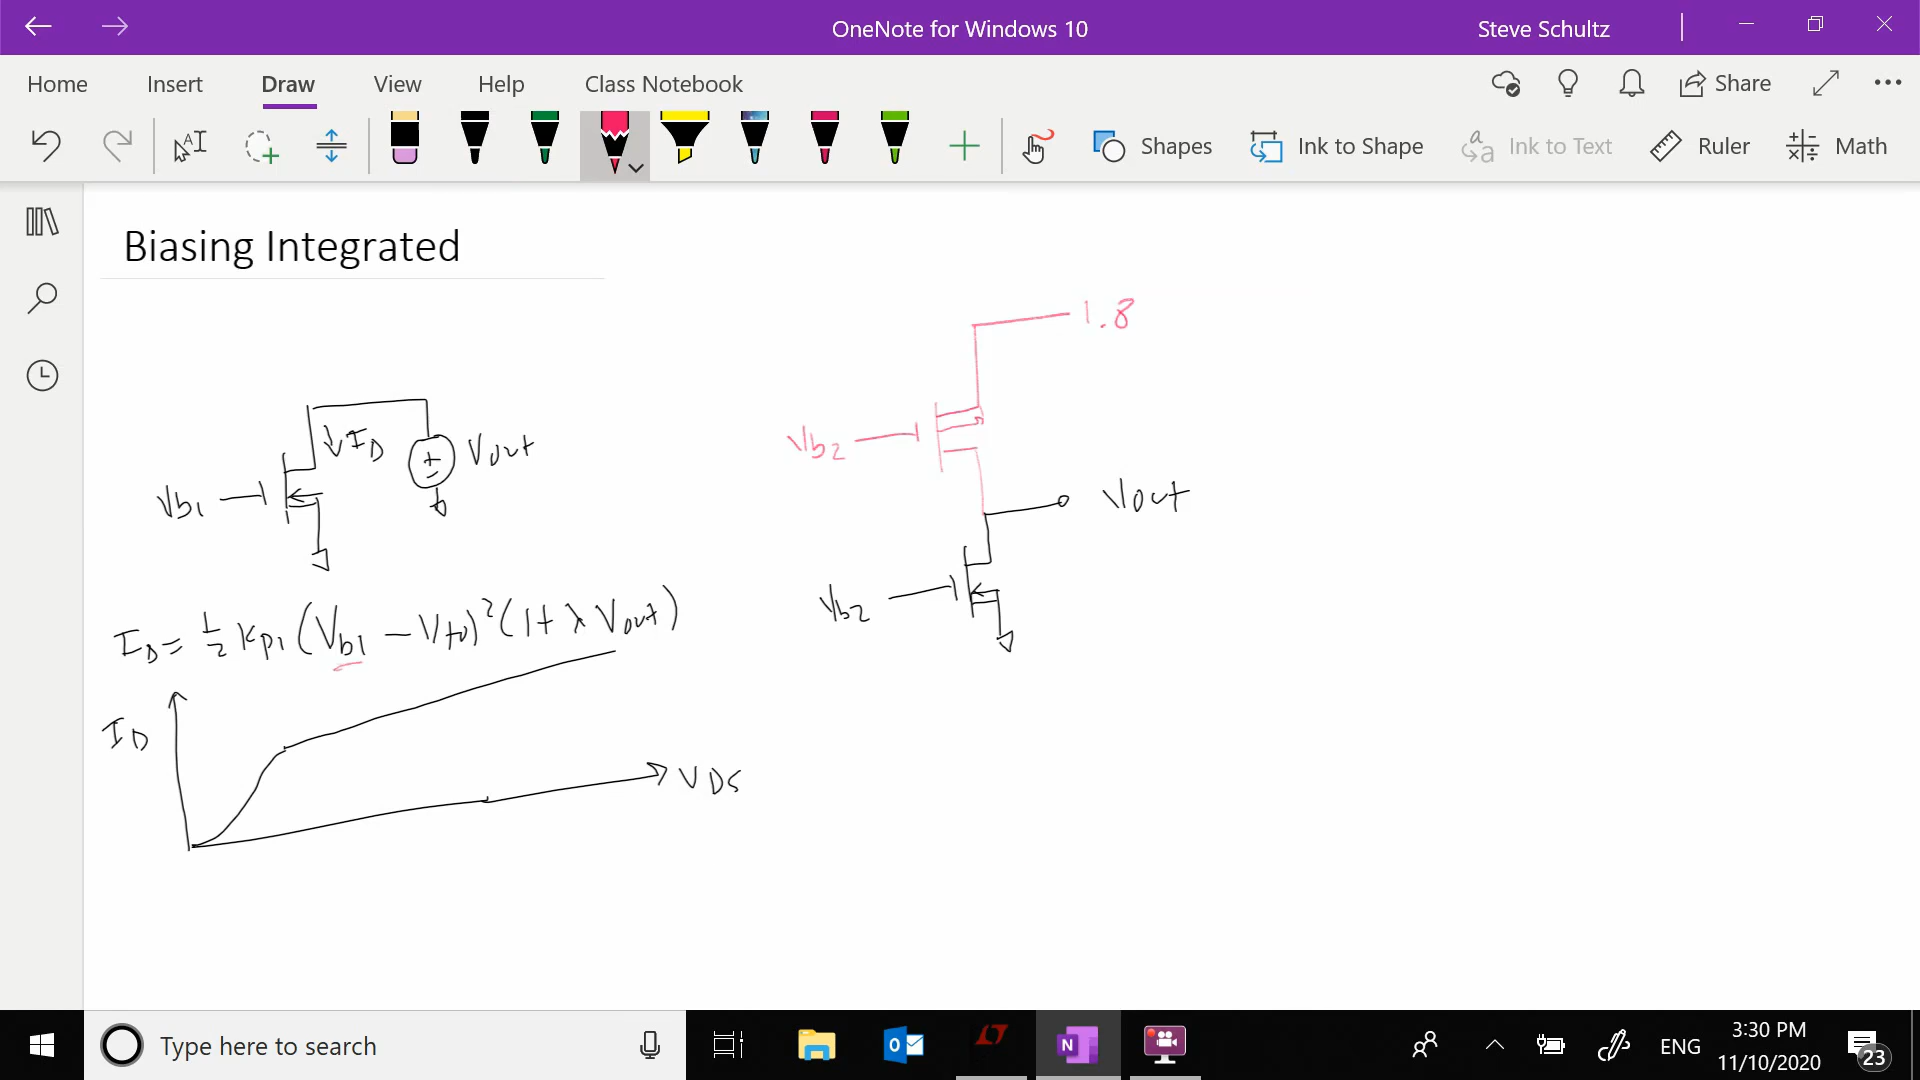 OneNote for Windows 10
Steve Schultz
Home Insert Draw View Help Class Notebook
Share
Shapes Ink to Shape Ink to Text Ruler Math
Biasing Integrated
1.8
Vb2
Vout
Vb2
ID
Vout
Vb1
ID = 1/2 Kp1 (Vb1 - Vt0)² (1 + λ Vout)
ID
VDS
Type here to search
ENG
3:30 PM
11/10/2020
23